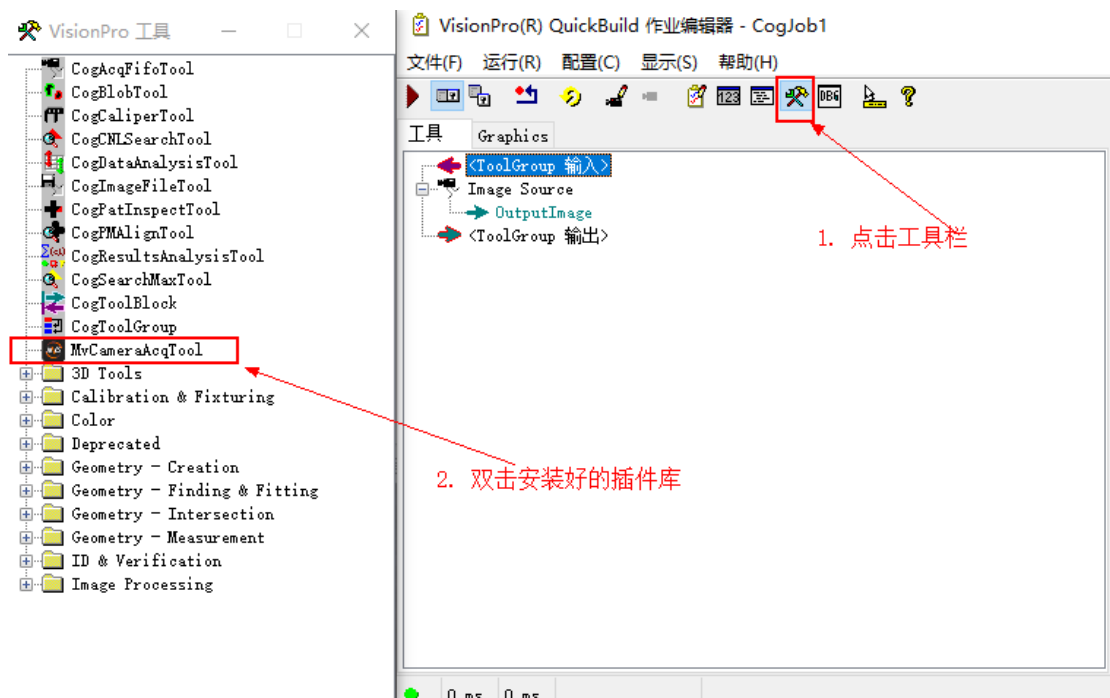 VisionPro 工具
CogAcqFifoTool
CogBlobTool
CogCaliperTool
CogCNLSearchTool
CogDataAnalysisTool
CogImageFileTool
CogPatInspectTool
CogPMAlignTool
CogResultsAnalysisTool
CogSearchMaxTool
CogToolBlock
CogToolGroup
MvCameraAcqTool
3D Tools
Calibration & Fixturing
Color
Deprecated
Geometry - Creation
Geometry - Finding & Fitting
Geometry - Intersection
Geometry - Measurement
ID & Verification
Image Processing
VisionPro(R) QuickBuild 作业编辑器 - CogJob1
文件(F) 运行(R) 配置(C) 显示(S) 帮助(H)
123 DBG
工具 Graphics
<ToolGroup 输入>
Image Source
OutputImage
<ToolGroup 输出>
1. 点击工具栏
2. 双击安装好的插件库
0 ms 0 ms